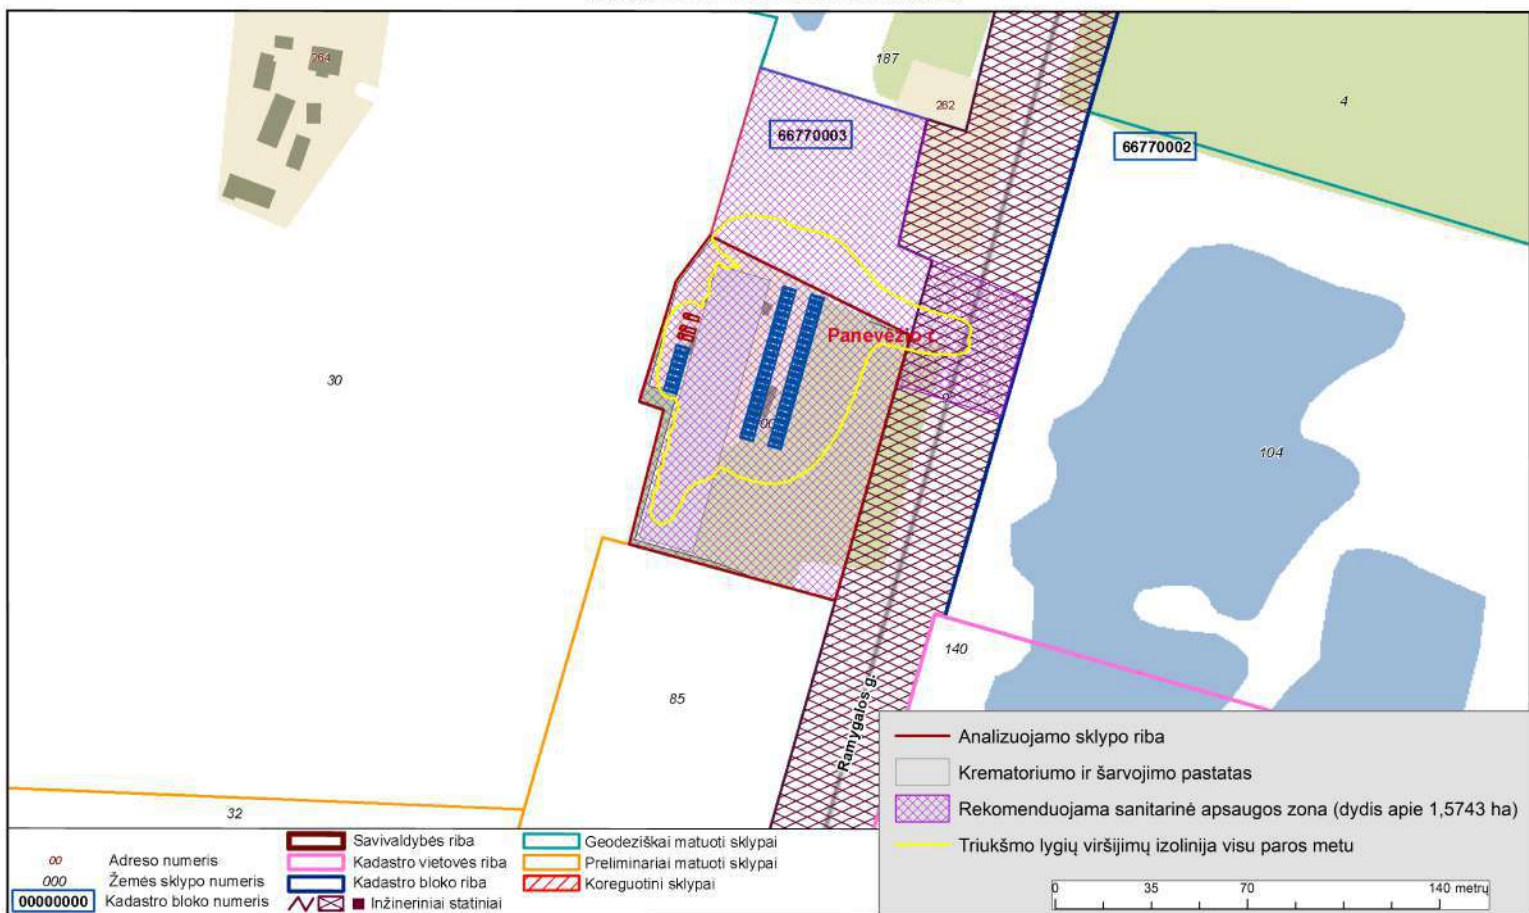 264
187
262
4
66770003
66770002
Panevėžio r.
30
104
140
85
Ramygalos g.
32
Analizuojamo sklypo riba
Krematoriumo ir šarvojimo pastatas
Rekomenduojama sanitarinė apsaugos zona (dydis apie 1,5743 ha)
Triukšmo lygių viršijimų izolinija visu paros metu
0 35 70 140 metrų
00 Adreso numeris
000 Žemės sklypo numeris
00000000 Kadastro bloko numeris
Savivaldybės riba
Kadastro vietovės riba
Kadastro bloko riba
Inžineriniai statiniai
Geodeziškai matuoti sklypai
Preliminariai matuoti sklypai
Koreguotini sklypai